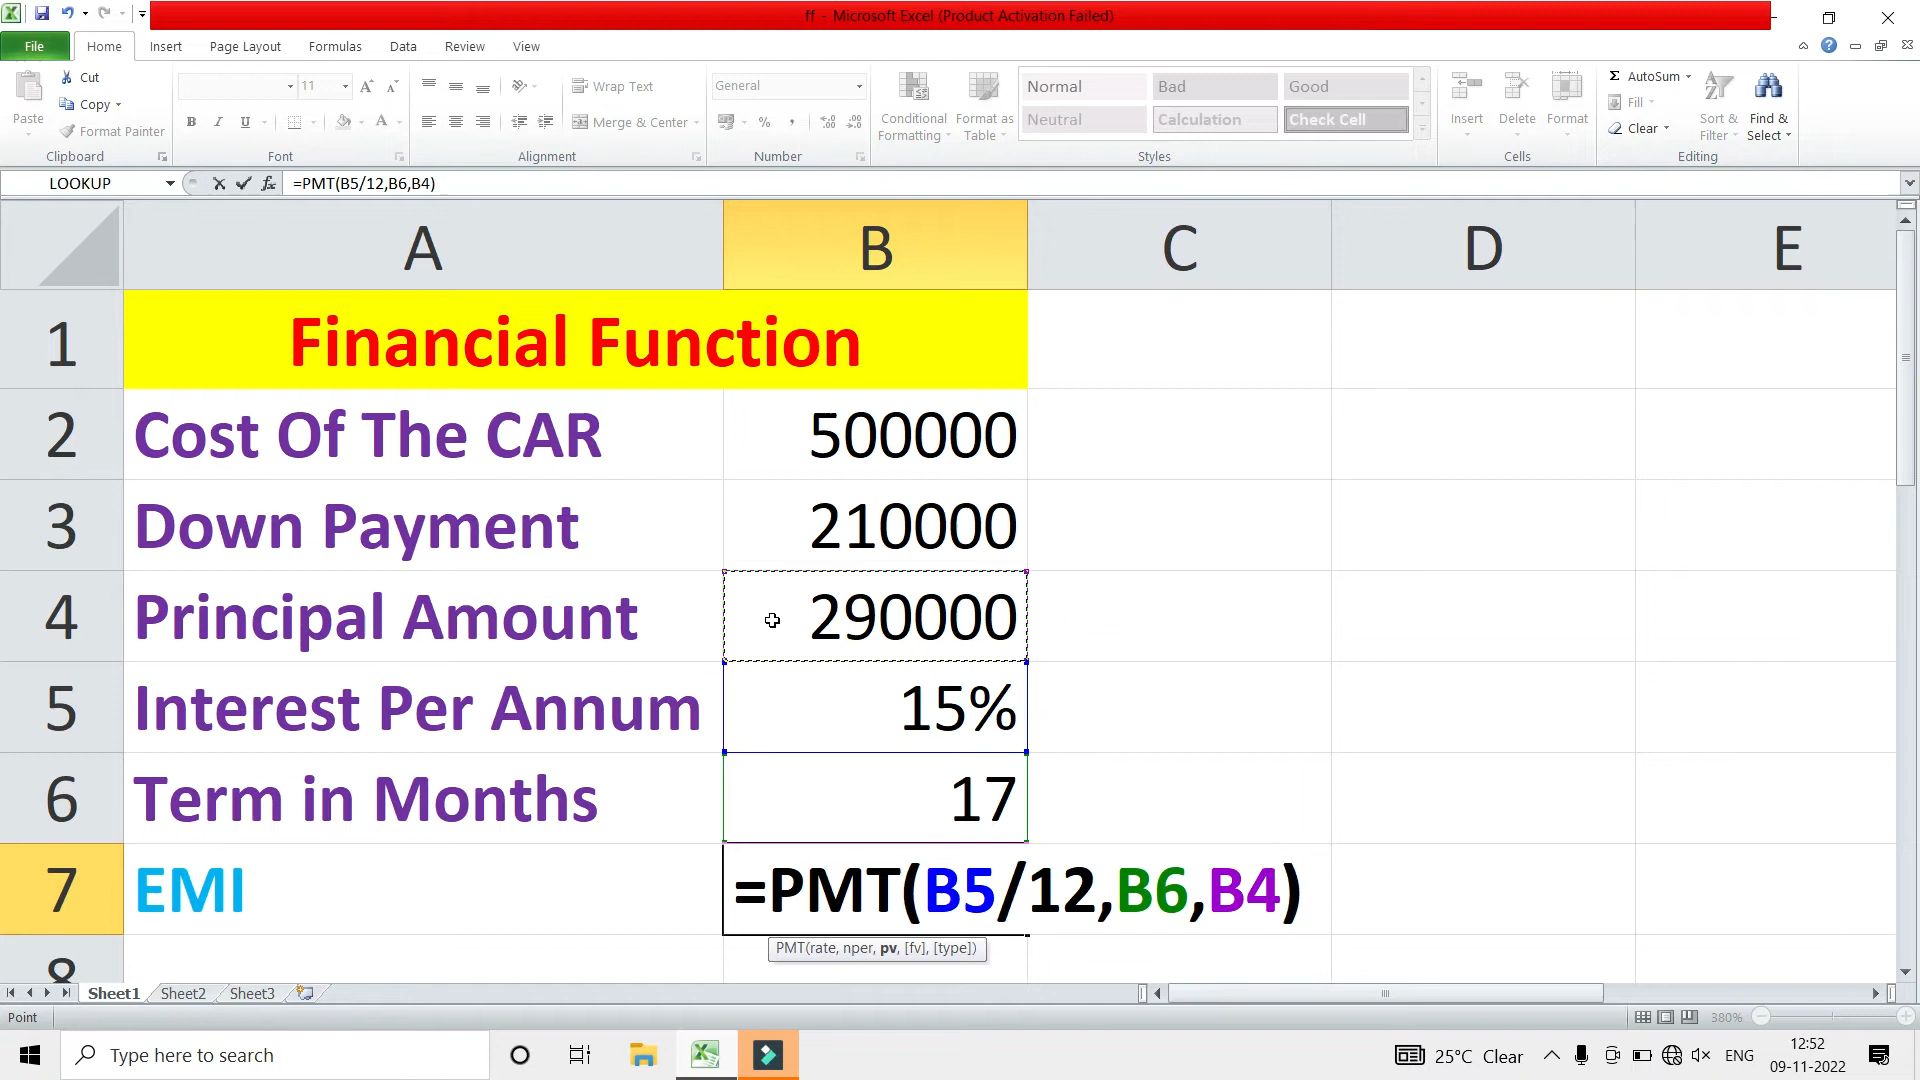 ff - Microsoft Excel (Product Activation Failed)
File Home Insert Page Layout Formulas Data Review View
Paste
Cut
Copy
Format Painter
Clipboard
11
B I U
Font
Wrap Text
Merge & Center
Alignment
General
% ,
Number
Conditional Formatting
Format as Table
Normal Bad Good
Neutral Calculation Check Cell
Styles
Insert Delete Format
Cells
Σ AutoSum
Fill
Clear
Sort & Filter
Find & Select
Editing
LOOKUP fx =PMT(B5/12,B6,B4)
A B C D E
1 Financial Function
2 Cost Of The CAR 500000
3 Down Payment 210000
4 Principal Amount 290000
5 Interest Per Annum 15%
6 Term in Months 17
7 EMI =PMT(B5/12,B6,B4)
PMT(rate, nper, pv, [fv], [type])
8
Sheet1 Sheet2 Sheet3
Point 380%
Type here to search 25°C Clear ENG 12:52
09-11-2022